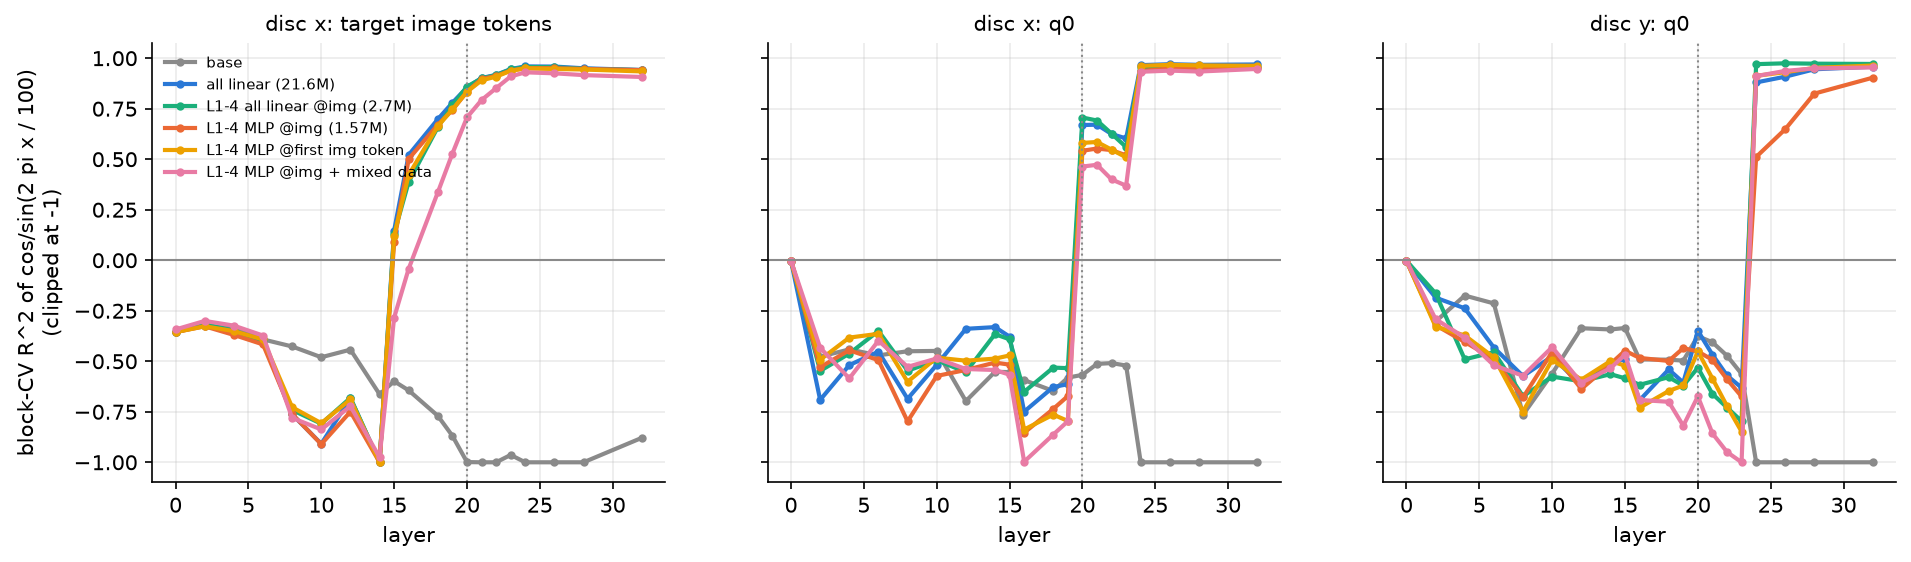 disc x: target image tokens
disc x: q0
disc y: q0
block-CV R^2 of cos/sin(2 pi x / 100)
(clipped at -1)
1.00
0.75
0.50
0.25
0.00
−0.25
−0.50
−0.75
−1.00
base
all linear (21.6M)
L1-4 all linear @img (2.7M)
L1-4 MLP @img (1.57M)
L1-4 MLP @first img token
L1-4 MLP @img + mixed data
0 5 10 15 20 25 30
0 5 10 15 20 25 30
0 5 10 15 20 25 30
layer
layer
layer